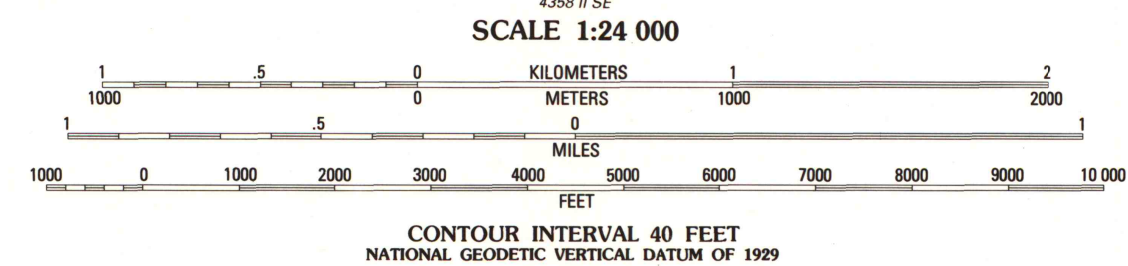 4358 II SE
SCALE 1:24 000
1 .5 0 KILOMETERS 1 2
1000 0 METERS 1000 2000
1 .5 0 1
MILES
1000 0 1000 2000 3000 4000 5000 6000 7000 8000 9000 10 000
FEET
CONTOUR INTERVAL 40 FEET
NATIONAL GEODETIC VERTICAL DATUM OF 1929